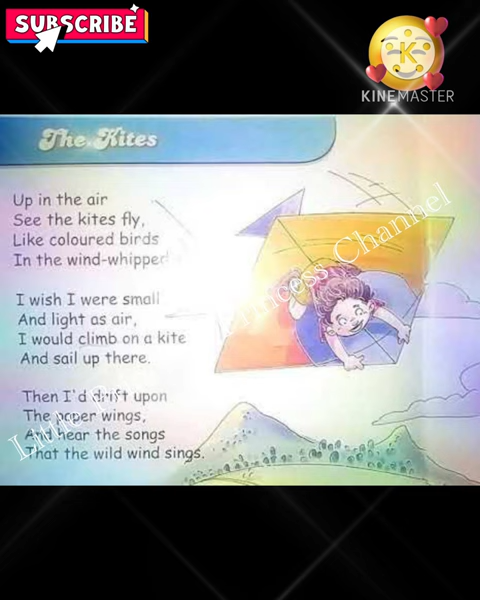 SUBSCRIBE
K
KINEMASTER
The Kites
Up in the air
See the kites fly,
Like coloured birds
In the wind-whipped
I wish I were small
And light as air,
I would climb on a kite
And sail up there.
Then I'd drift upon
The paper wings,
And hear the songs
That the wild wind sings.
Little Princess Channel